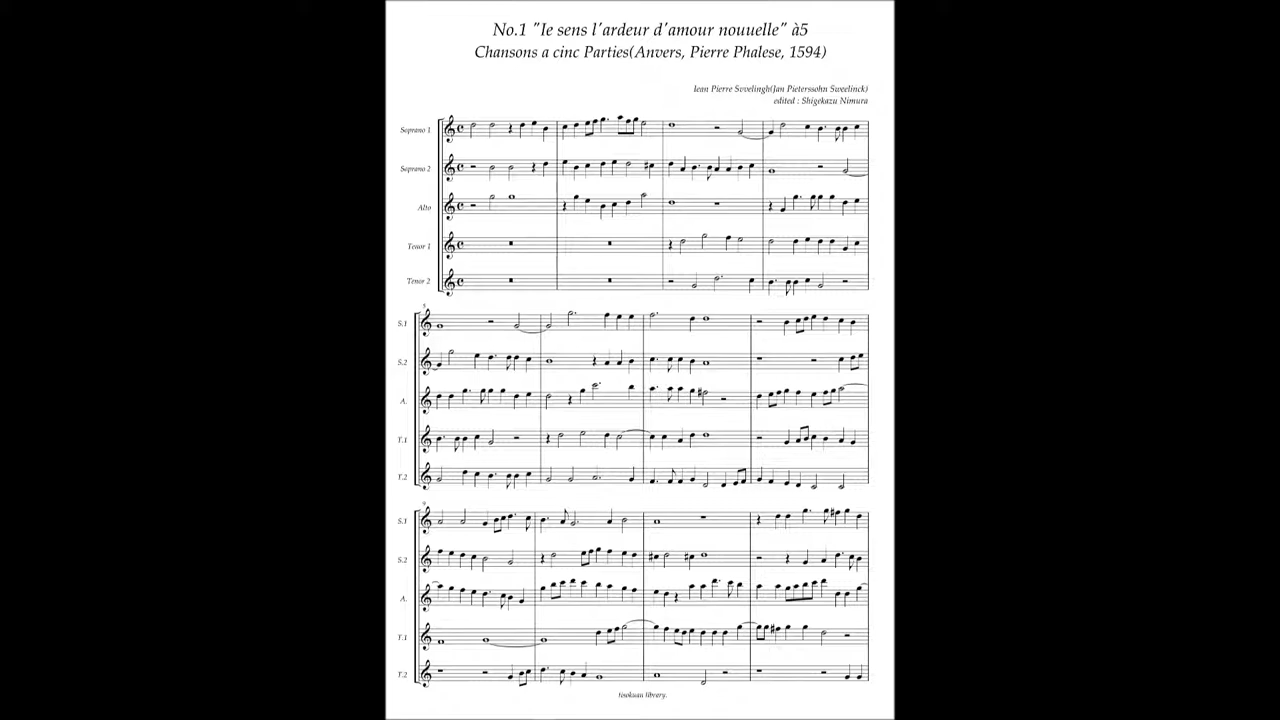 No.1 "Ie sens l'ardeur d'amour nouuelle" à5
Chansons a cinc Parties(Anvers, Pierre Phalese, 1594)
Iean Pierre Svvelingh(Jan Pieterssohn Sweelinck)
edited : Shigekazu Nimura
Soprano 1
Soprano 2
Alto
Tenor 1
Tenor 2
5
S.1
S.2
A.
T.1
T.2
9
S.1
S.2
A.
T.1
T.2